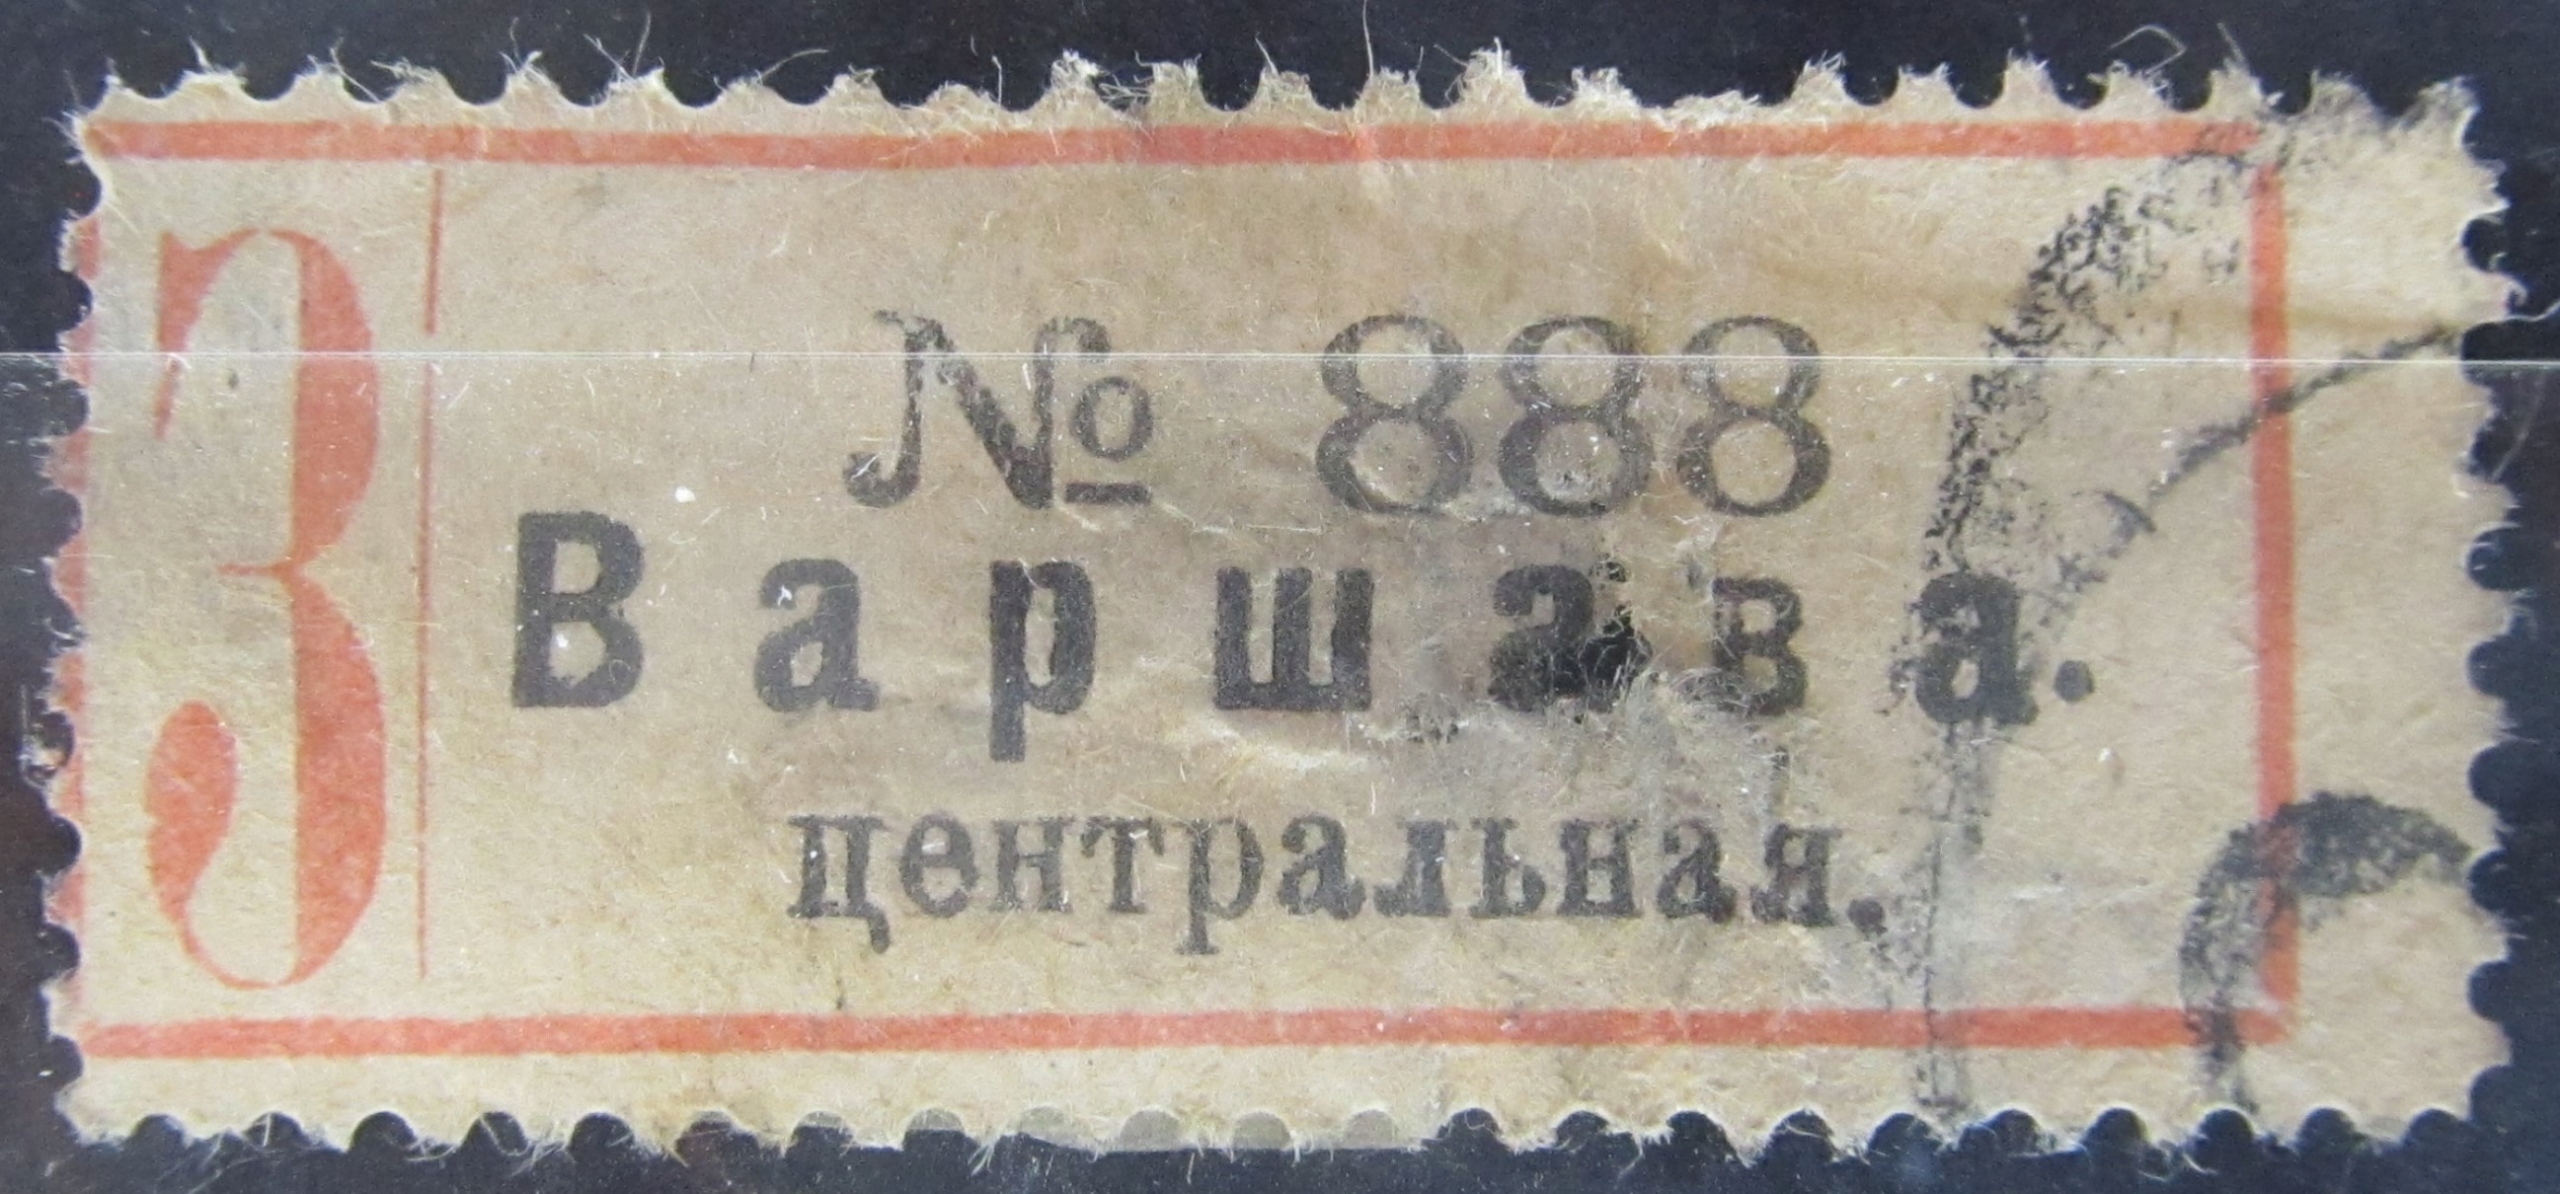 З
№ 888
Варшава.
центральная.